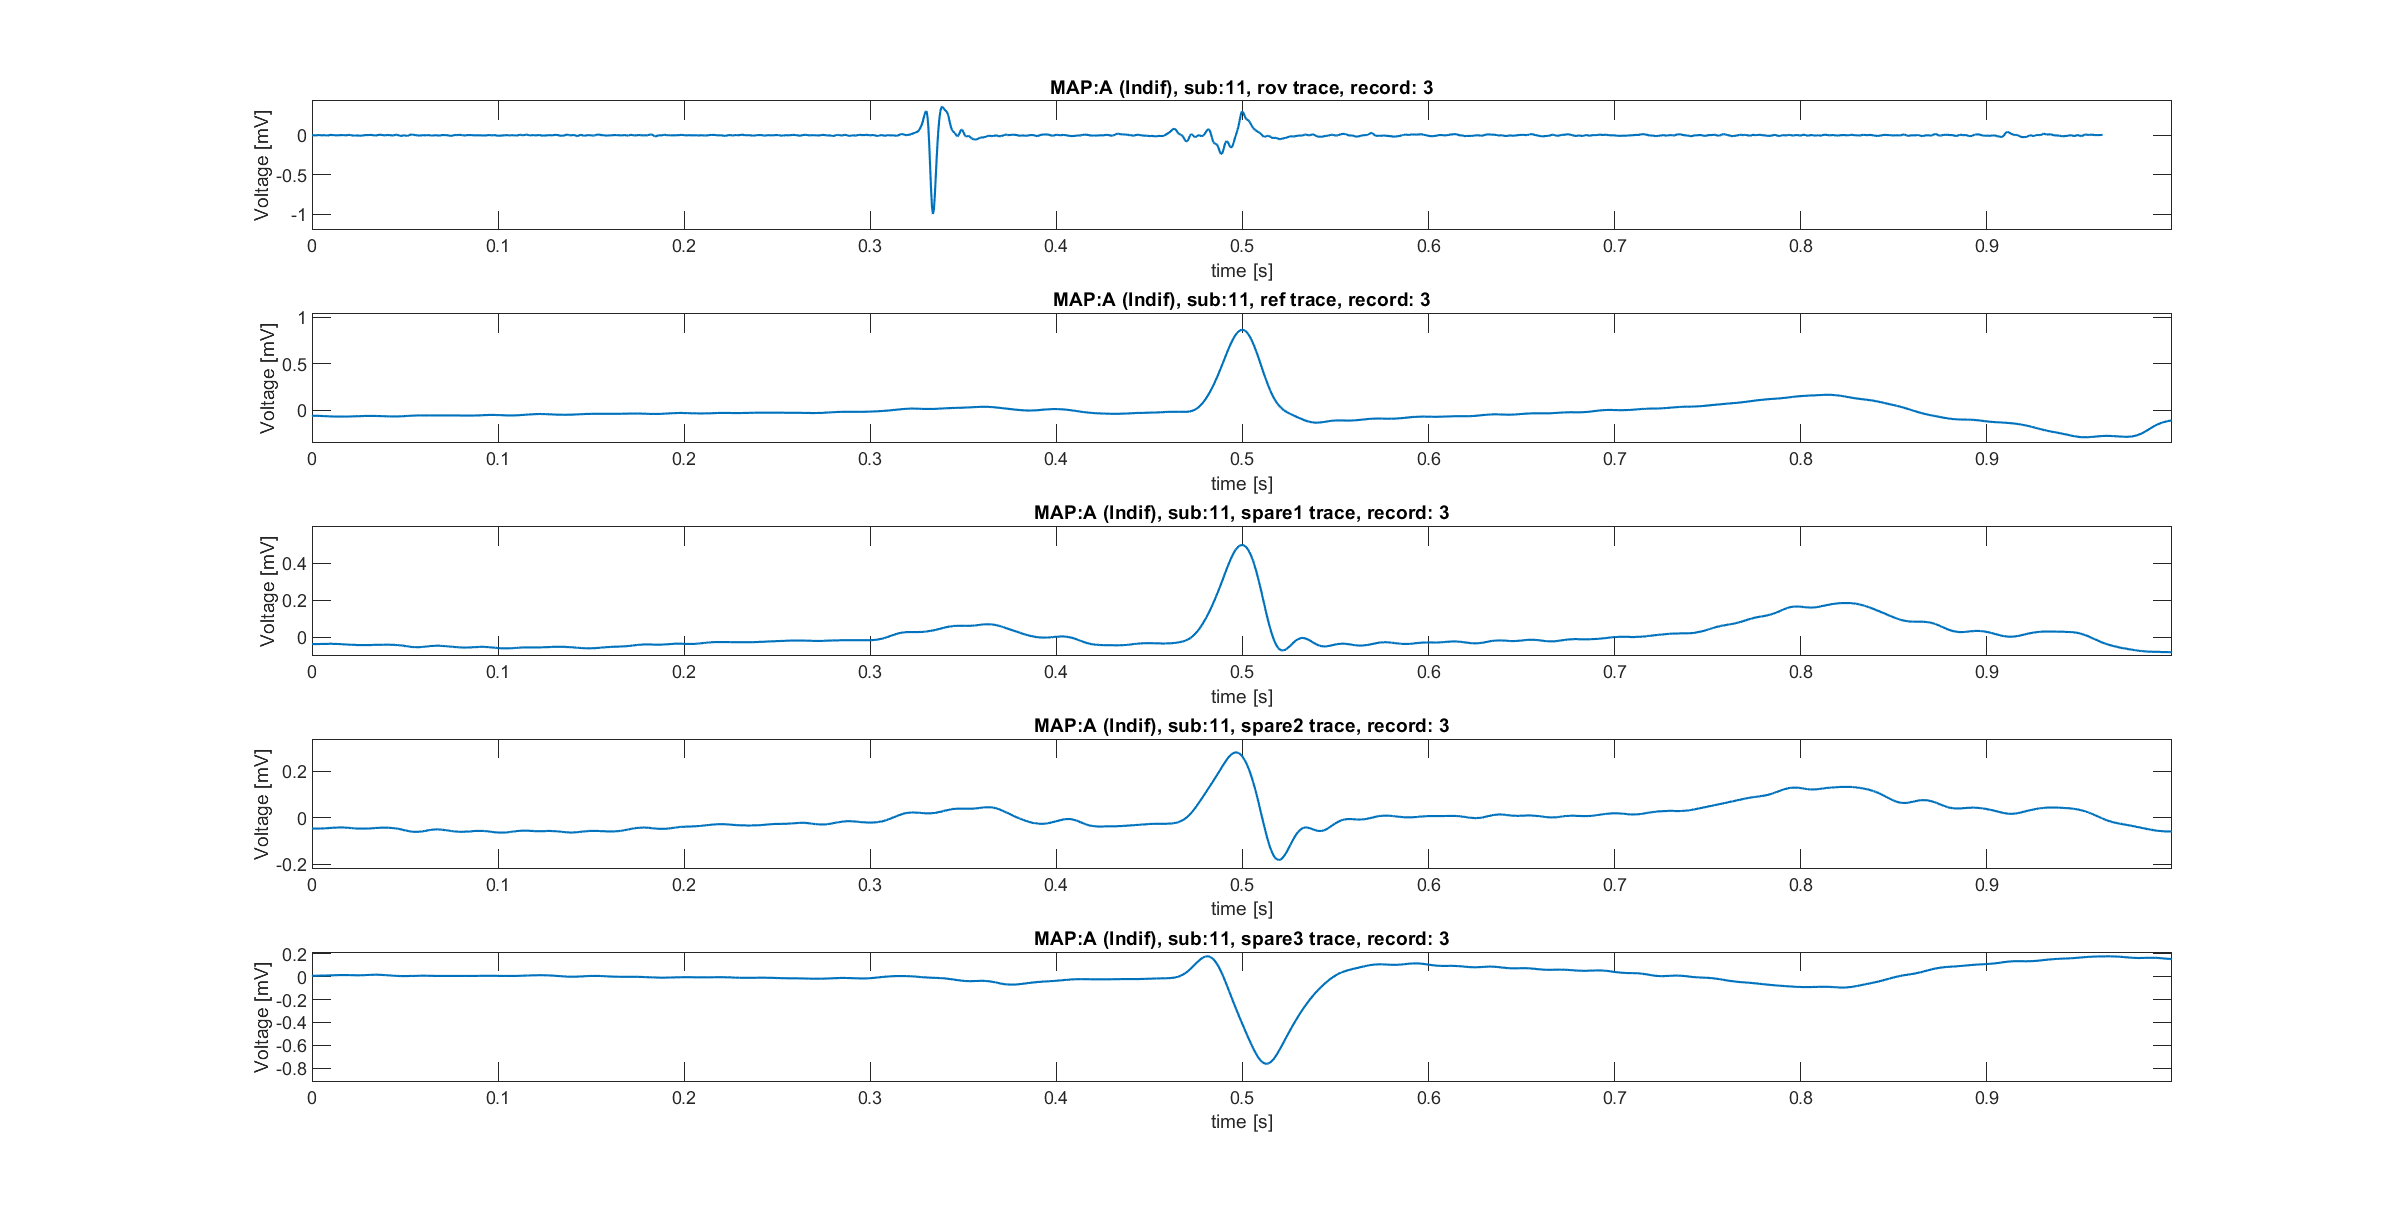 MAP:A (Indif), sub:11, rov trace, record: 3
Voltage [mV]
0
-0.5
-1
0 0.1 0.2 0.3 0.4 0.5 0.6 0.7 0.8 0.9
time [s]
MAP:A (Indif), sub:11, ref trace, record: 3
Voltage [mV]
1
0.5
0
0 0.1 0.2 0.3 0.4 0.5 0.6 0.7 0.8 0.9
time [s]
MAP:A (Indif), sub:11, spare1 trace, record: 3
Voltage [mV]
0.4
0.2
0
0 0.1 0.2 0.3 0.4 0.5 0.6 0.7 0.8 0.9
time [s]
MAP:A (Indif), sub:11, spare2 trace, record: 3
Voltage [mV]
0.2
0
-0.2
0 0.1 0.2 0.3 0.4 0.5 0.6 0.7 0.8 0.9
time [s]
MAP:A (Indif), sub:11, spare3 trace, record: 3
Voltage [mV]
0.2
0
-0.2
-0.4
-0.6
-0.8
0 0.1 0.2 0.3 0.4 0.5 0.6 0.7 0.8 0.9
time [s]